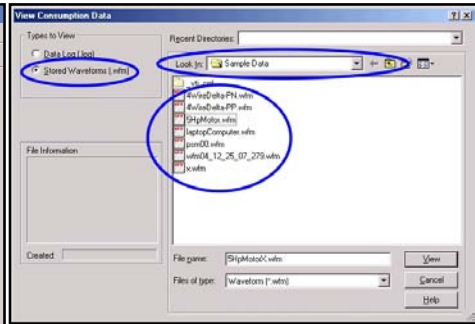 View Consumption Data
Types to View
Data Log (.log)
Stored Waveforms (.wfm)
File Information
Created:
Recent Directories:
Look In: Sample Data
_vti_cnf
4WireDelta-PN.wfm
4WireDelta-PP.wfm
5HpMotor.wfm
laptopComputer.wfm
psm00.wfm
wfm04_12_25_07_279.wfm
x.wfm
File name: 5HpMotorX.wfm
View
Files of type: Waveform (*.wfm)
Cancel
Help